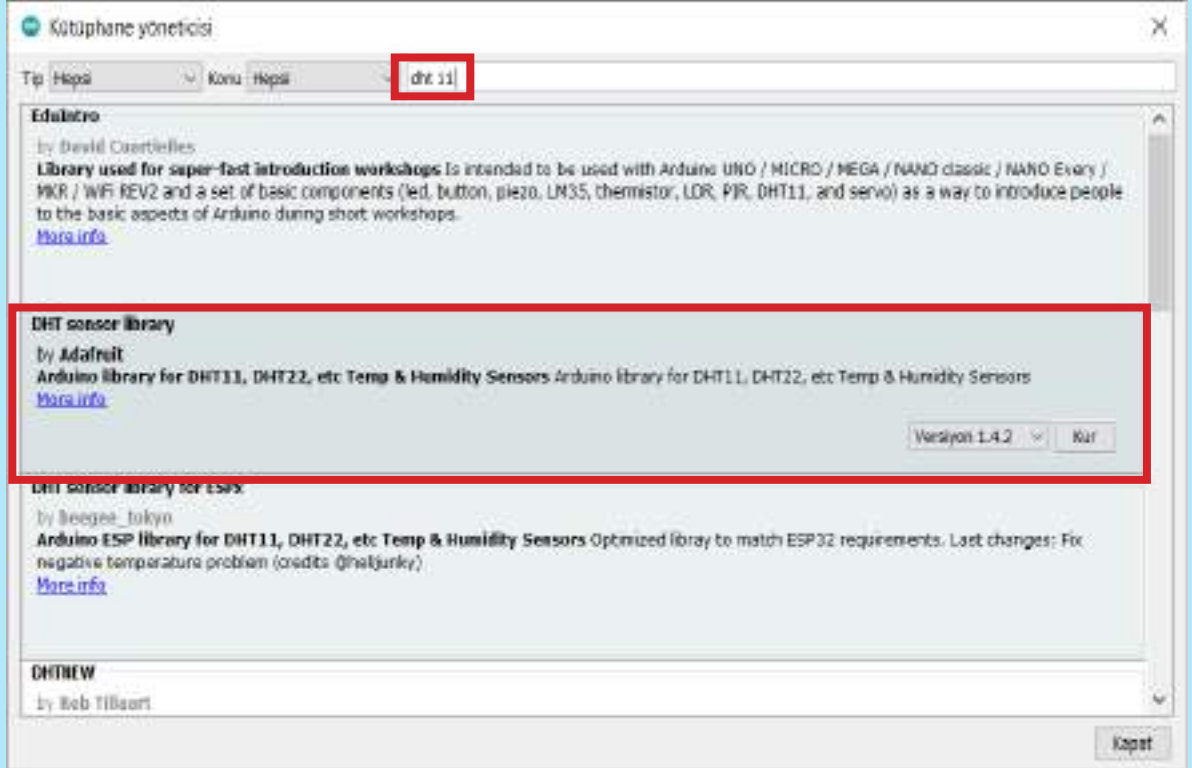 Kütüphane yöneticisi
Tip Hepsi Konu Hepsi dht 11
EduIntro
by David Cuartielles
Library used for super-fast introduction workshops Is intended to be used with Arduino UNO / MICRO / MEGA / NANO classic / NANO Every /
MKR / WiFi REV2 and a set of basic components (led, button, piezo, LM35, thermistor, LDR, PIR, DHT11, and servo) as a way to introduce people
to the basic aspects of Arduino during short workshops.
More info
DHT sensor library
by Adafruit
Arduino library for DHT11, DHT22, etc Temp & Humidity Sensors Arduino library for DHT11, DHT22, etc Temp & Humidity Sensors
More info
Versiyon 1.4.2 Kur
DHT sensor library for ESPx
by beegee_tokyo
Arduino ESP library for DHT11, DHT22, etc Temp & Humidity Sensors Optimized libray to match ESP32 requirements. Last changes: Fix
negative temperature problem (credits @helijunky)
More info
DHTNEW
by Rob Tillaart
Kapat